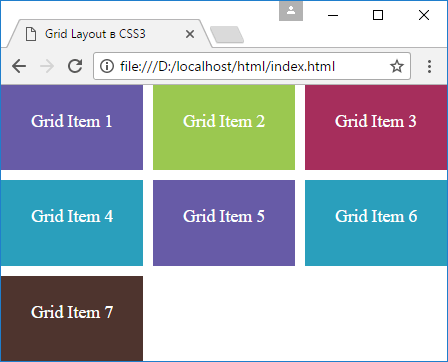 Grid Layout в CSS3
file:///D:/localhost/html/index.html
Grid Item 1
Grid Item 2
Grid Item 3
Grid Item 4
Grid Item 5
Grid Item 6
Grid Item 7